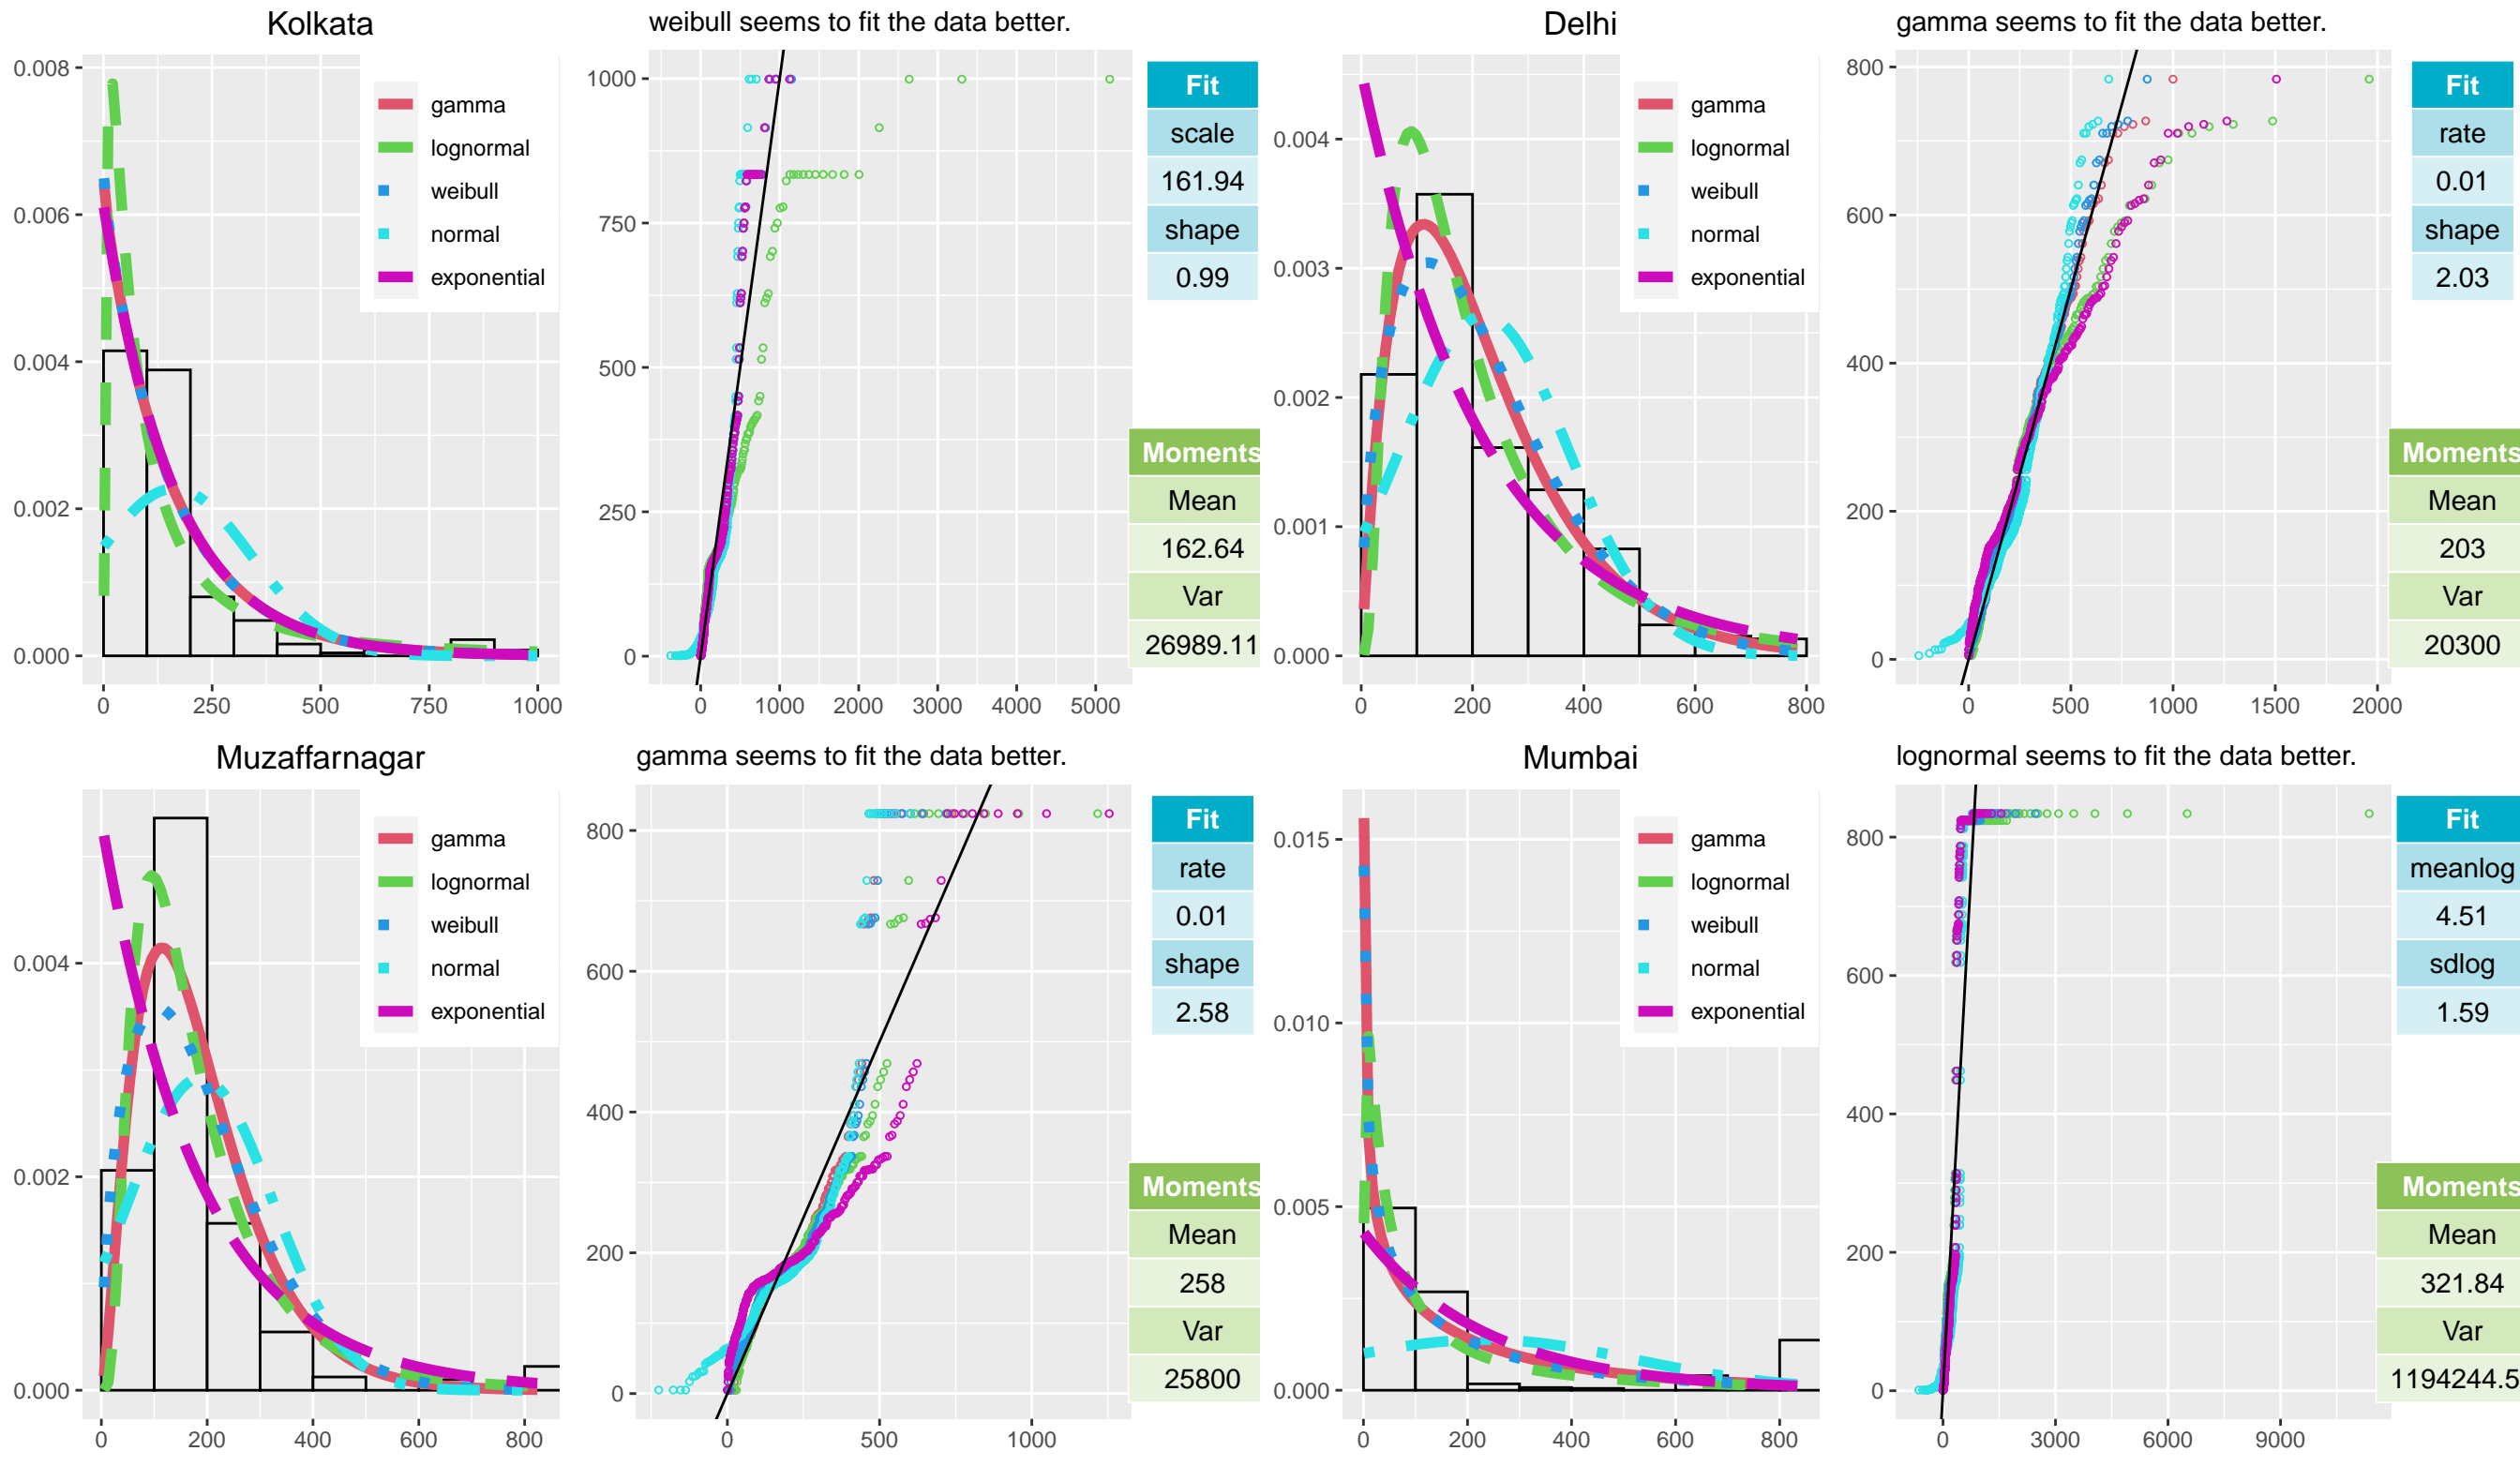 Kolkata
weibull seems to fit the data better.
0.008
0.006
0.004
0.002
0.000
0 250 500 750 1000
gamma
lognormal
weibull
normal
exponential
1000
750
500
250
0
0 1000 2000 3000 4000 5000
Fit
scale
161.94
shape
0.99
Moments
Mean
162.64
Var
26989.11
Delhi
gamma seems to fit the data better.
0.004
0.003
0.002
0.001
0.000
0 200 400 600 800
gamma
lognormal
weibull
normal
exponential
800
600
400
200
0
0 500 1000 1500 2000
Fit
rate
0.01
shape
2.03
Moments
Mean
203
Var
20300
Muzaffarnagar
gamma seems to fit the data better.
0.004
0.002
0.000
0 200 400 600 800
gamma
lognormal
weibull
normal
exponential
800
600
400
200
0
0 500 1000
Fit
rate
0.01
shape
2.58
Moments
Mean
258
Var
25800
Mumbai
lognormal seems to fit the data better.
0.015
0.010
0.005
0.000
0 200 400 600 800
gamma
lognormal
weibull
normal
exponential
800
600
400
200
0
0 3000 6000 9000
Fit
meanlog
4.51
sdlog
1.59
Moments
Mean
321.84
Var
1194244.5